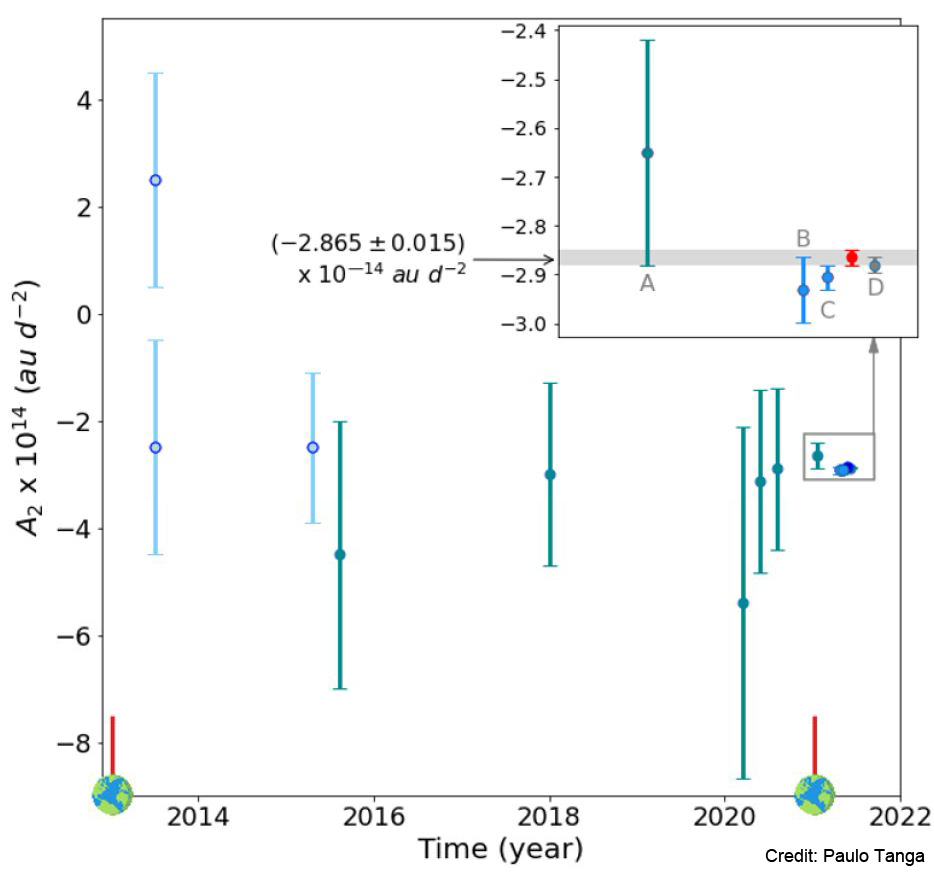 −2.4
−2.5
−2.6
−2.7
−2.8
−2.9
−3.0
A
B
C
D
(−2.865 ± 0.015)
x 10⁻¹⁴ au d⁻²
4
2
0
−2
−4
−6
−8
A₂ x 10¹⁴ (au d⁻²)
2014 2016 2018 2020 2022
Time (year)
Credit: Paulo Tanga